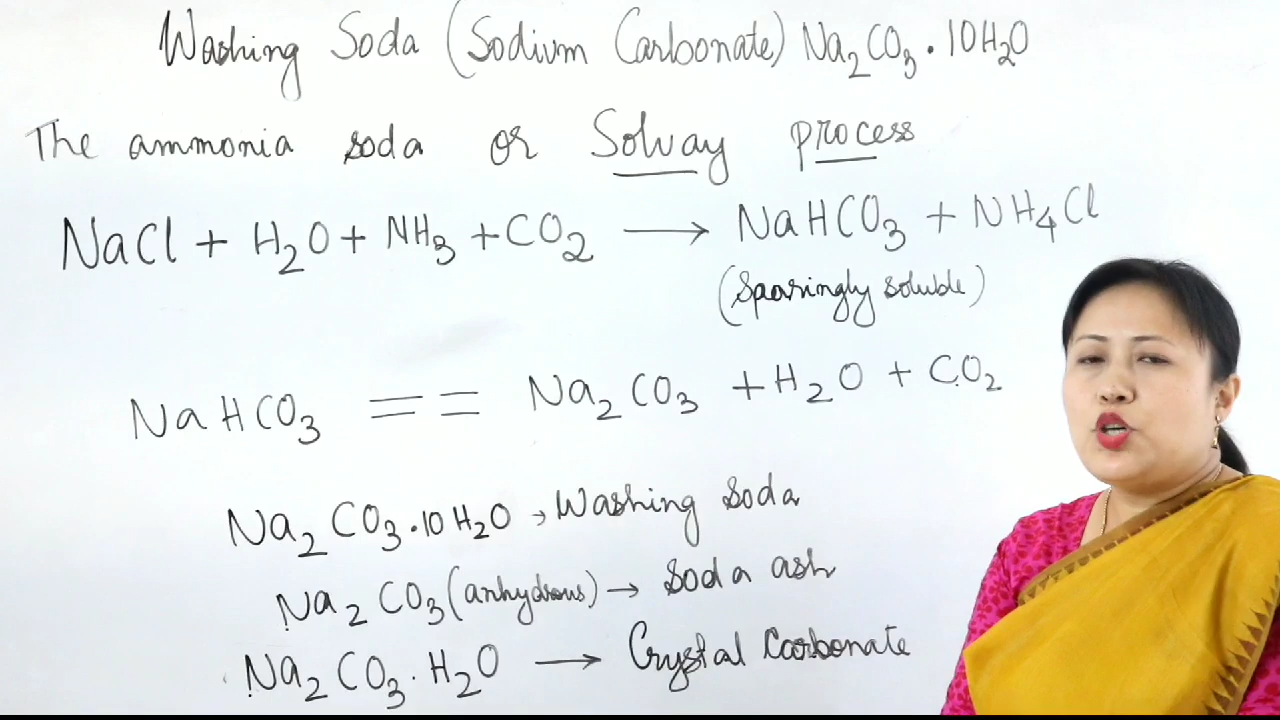 Washing Soda (Sodium Carbonate) Na₂CO₃·10H₂O
The ammonia soda or Solvay process
NaCl + H₂O + NH₃ + CO₂ → NaHCO₃ + NH₄Cl
(Sparingly soluble)
NaHCO₃ == Na₂CO₃ + H₂O + CO₂
Na₂CO₃·10H₂O → Washing Soda
Na₂CO₃ (anhydrous) → Soda ash
Na₂CO₃·H₂O → Crystal Carbonate